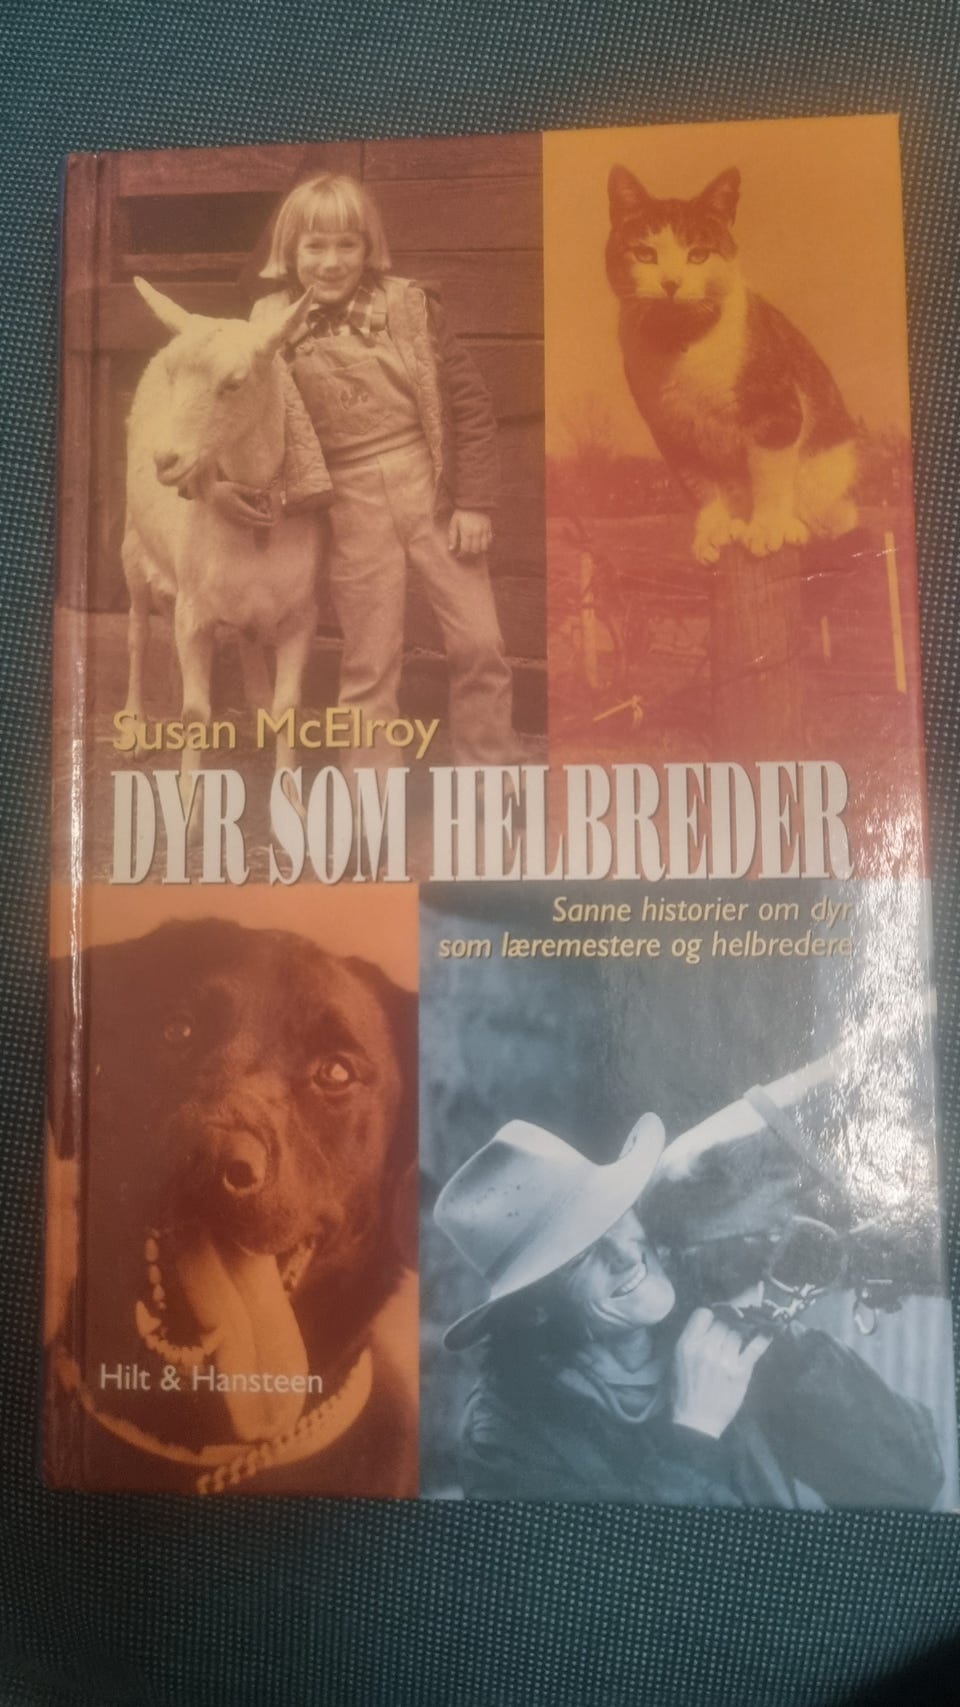 Susan McElroy
DYR SOM HELBREDER
Sanne historier om dyr
som læremestere og helbredere
Hilt & Hansteen